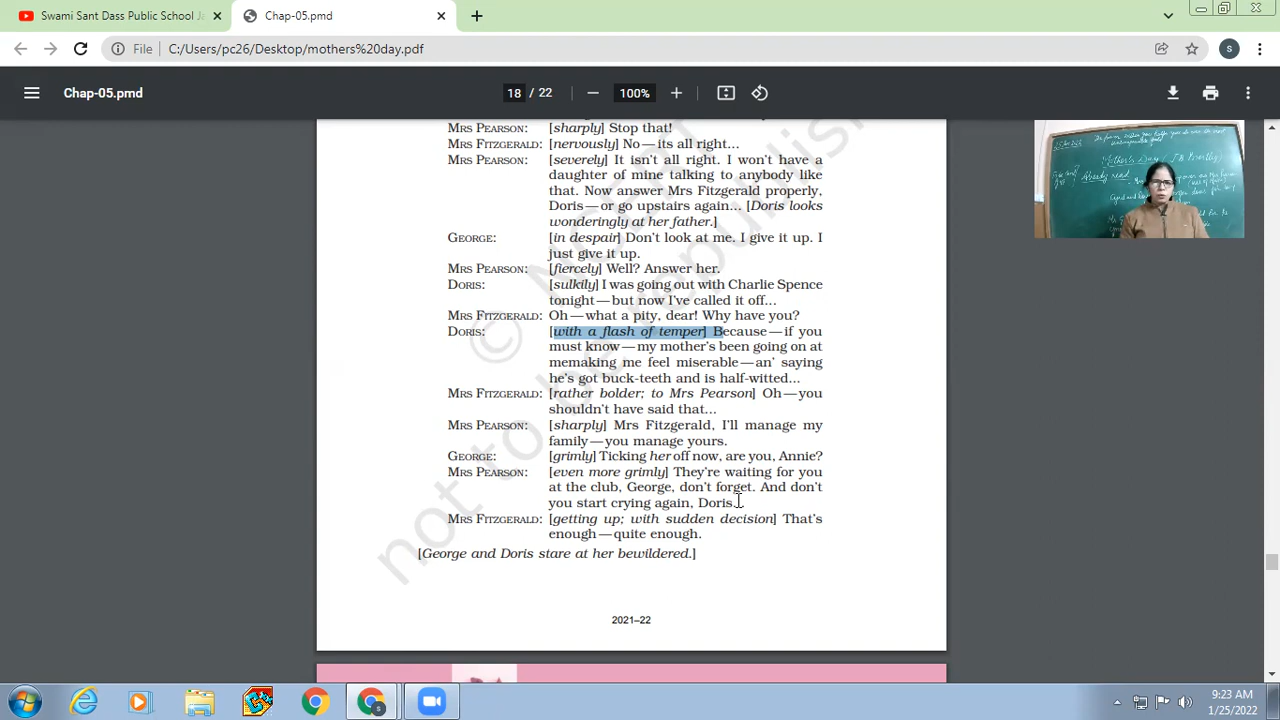 Swami Sant Dass Public School Ja
Chap-05.pmd
File
C:/Users/pc26/Desktop/mothers%20day.pdf
s
Chap-05.pmd
18 / 22
100%
MRS PEARSON: [sharply] Stop that!
MRS FITZGERALD: [nervously] No—its all right...
MRS PEARSON: [severely] It isn't all right. I won't have a
daughter of mine talking to anybody like
that. Now answer Mrs Fitzgerald properly,
Doris—or go upstairs again... [Doris looks
wonderingly at her father.]
GEORGE: [in despair] Don't look at me. I give it up. I
just give it up.
MRS PEARSON: [fiercely] Well? Answer her.
DORIS: [sulkily] I was going out with Charlie Spence
tonight—but now I've called it off...
MRS FITZGERALD: Oh—what a pity, dear! Why have you?
DORIS: [with a flash of temper] Because—if you
must know—my mother's been going on at
memaking me feel miserable—an' saying
he's got buck-teeth and is half-witted...
MRS FITZGERALD: [rather bolder; to Mrs Pearson] Oh—you
shouldn't have said that...
MRS PEARSON: [sharply] Mrs Fitzgerald, I'll manage my
family—you manage yours.
GEORGE: [grimly] Ticking her off now, are you, Annie?
MRS PEARSON: [even more grimly] They're waiting for you
at the club, George, don't forget. And don't
you start crying again, Doris.
MRS FITZGERALD: [getting up; with sudden decision] That's
enough—quite enough.
[George and Doris stare at her bewildered.]
2021–22
© N
not to be republis
Mother's Day
Already read
9:23 AM
1/25/2022